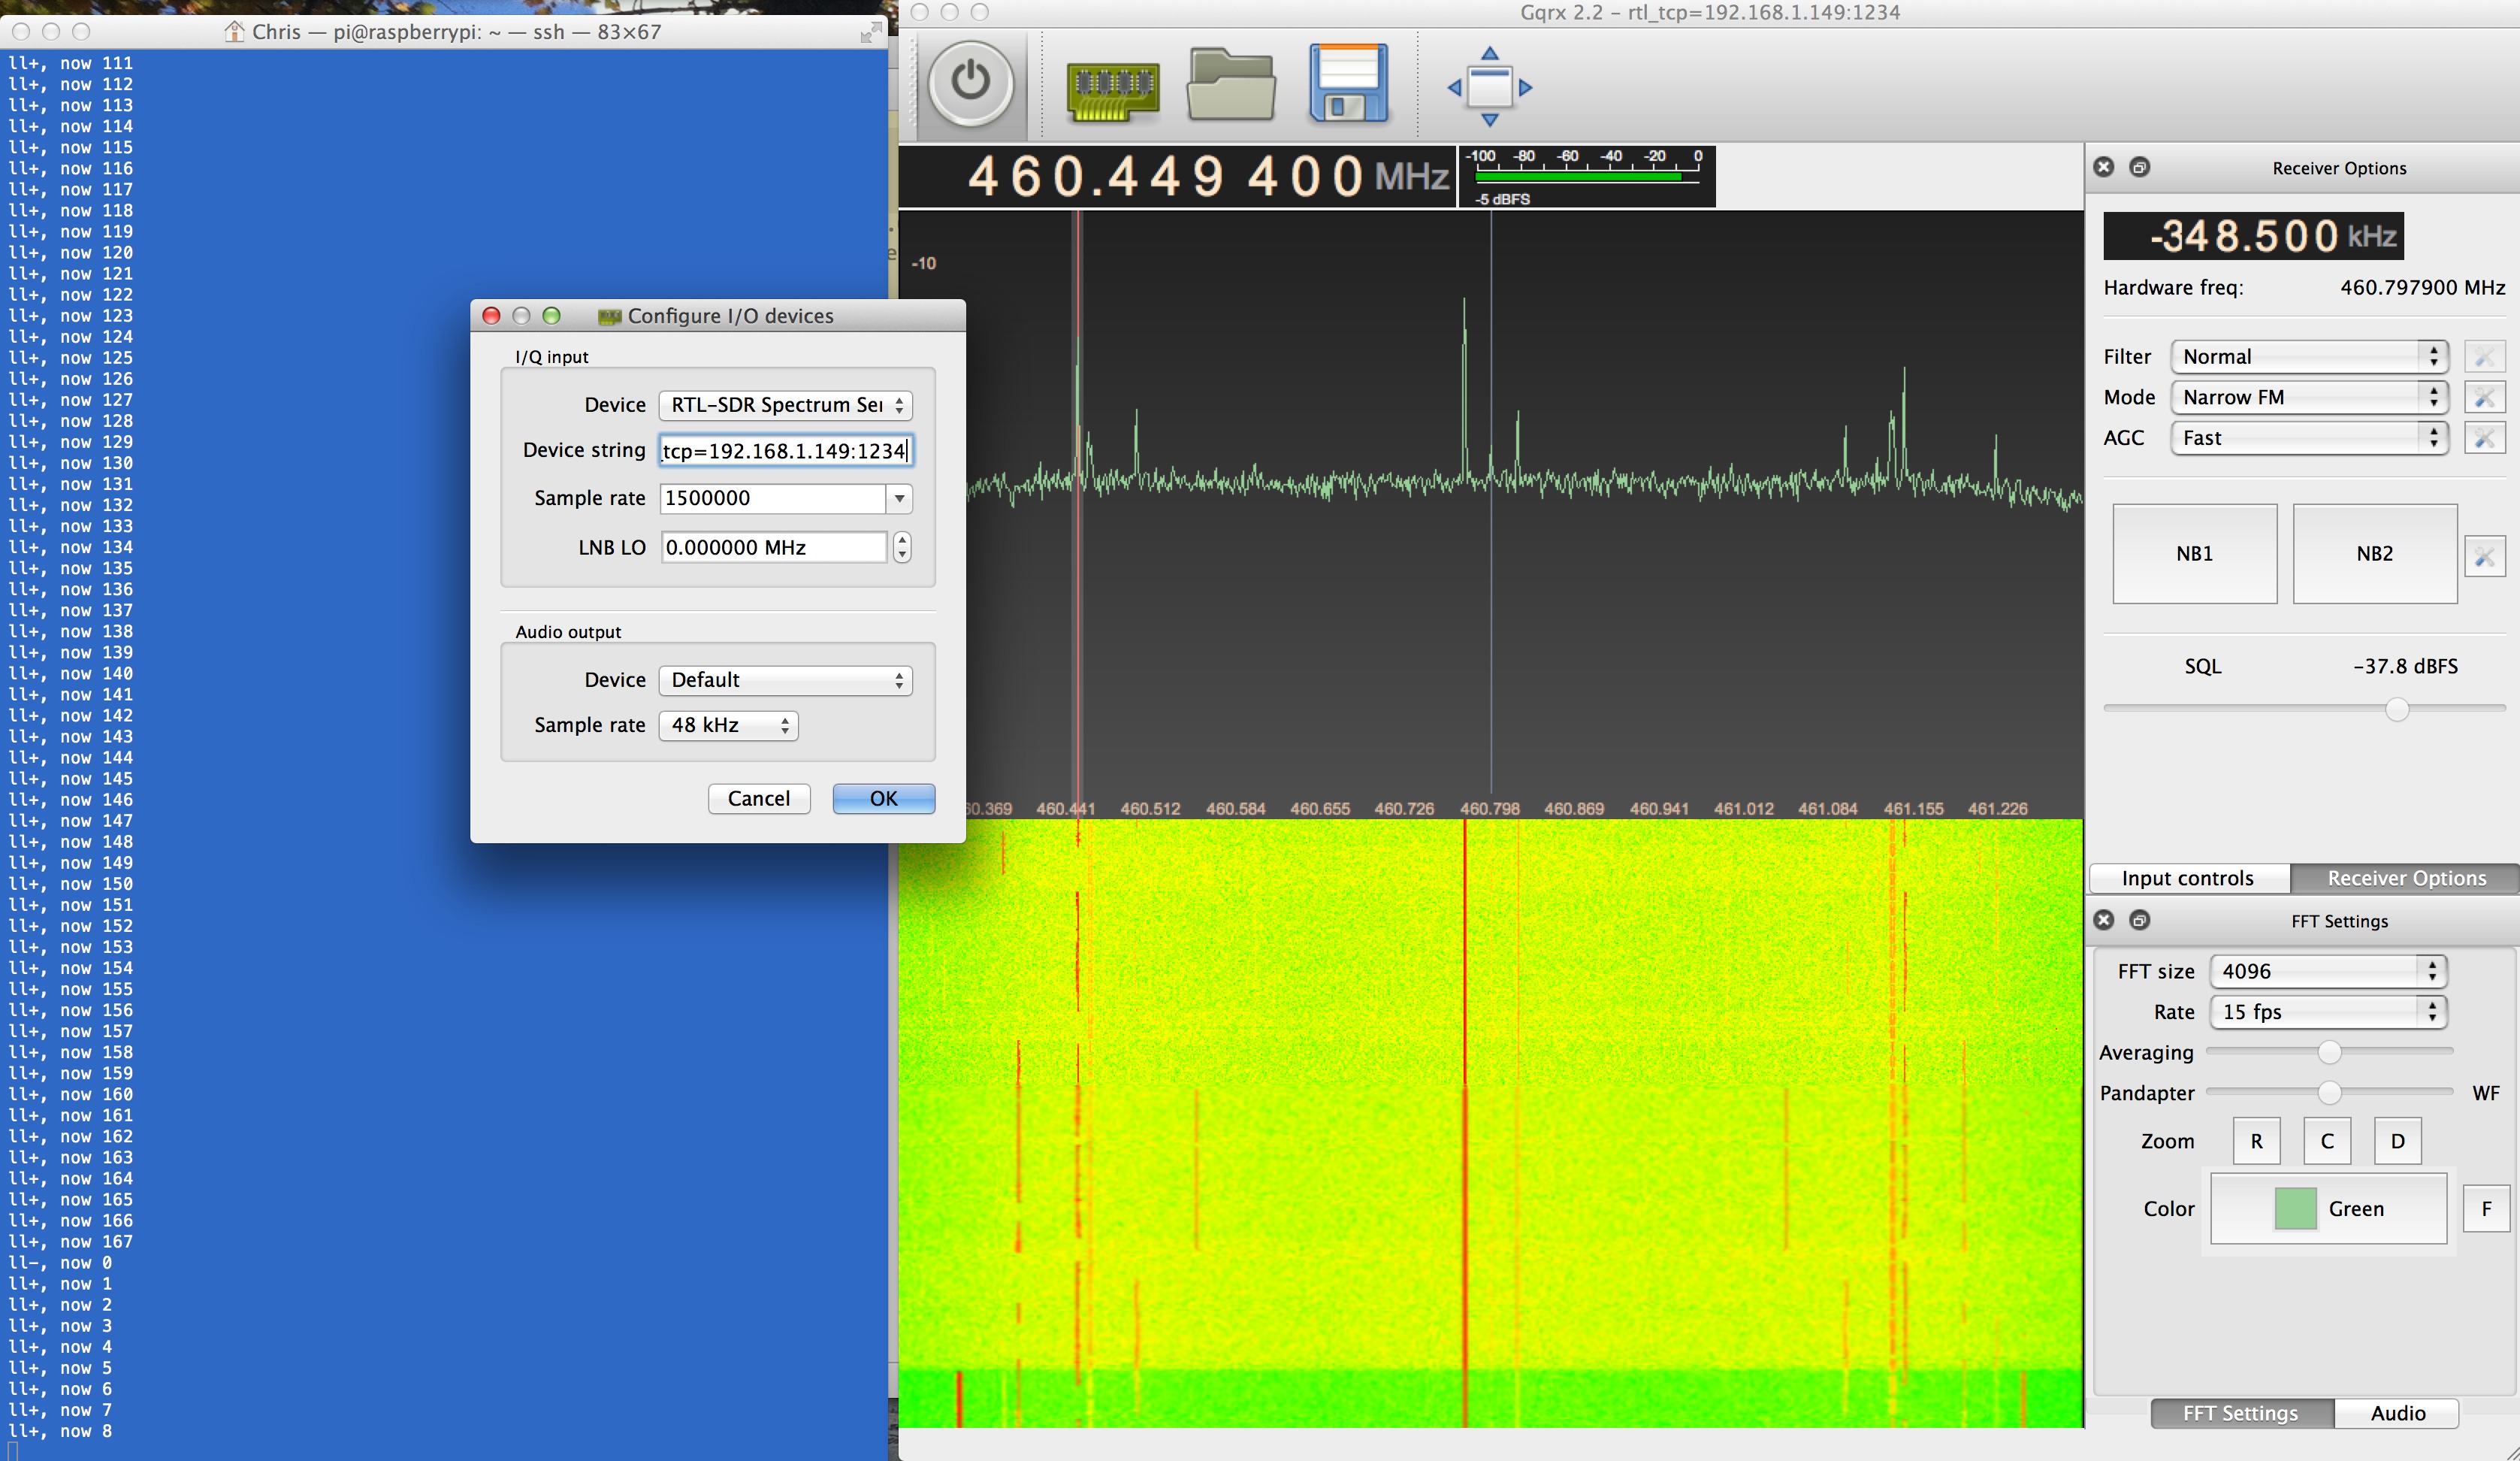 Chris — pi@raspberrypi: ~ — ssh — 83×67
ll+, now 111
ll+, now 112
ll+, now 113
ll+, now 114
ll+, now 115
ll+, now 116
ll+, now 117
ll+, now 118
ll+, now 119
ll+, now 120
ll+, now 121
ll+, now 122
ll+, now 123
ll+, now 124
ll+, now 125
ll+, now 126
ll+, now 127
ll+, now 128
ll+, now 129
ll+, now 130
ll+, now 131
ll+, now 132
ll+, now 133
ll+, now 134
ll+, now 135
ll+, now 136
ll+, now 137
ll+, now 138
ll+, now 139
ll+, now 140
ll+, now 141
ll+, now 142
ll+, now 143
ll+, now 144
ll+, now 145
ll+, now 146
ll+, now 147
ll+, now 148
ll+, now 149
ll+, now 150
ll+, now 151
ll+, now 152
ll+, now 153
ll+, now 154
ll+, now 155
ll+, now 156
ll+, now 157
ll+, now 158
ll+, now 159
ll+, now 160
ll+, now 161
ll+, now 162
ll+, now 163
ll+, now 164
ll+, now 165
ll+, now 166
ll+, now 167
ll-, now 0
ll+, now 1
ll+, now 2
ll+, now 3
ll+, now 4
ll+, now 5
ll+, now 6
ll+, now 7
ll+, now 8
Configure I/O devices
I/Q input
Device RTL-SDR Spectrum Ser
Device string _tcp=192.168.1.149:1234
Sample rate 1500000
LNB LO 0.000000 MHz
Audio output
Device Default
Sample rate 48 kHz
Cancel OK
Gqrx 2.2 - rtl_tcp=192.168.1.149:1234
460.449 400 MHz
-100 -80 -60 -40 -20 0
-5 dBFS
-10
60.369 460.441 460.512 460.584 460.655 460.726 460.798 460.869 460.941 461.012 461.084 461.155 461.226
Receiver Options
-348.500 kHz
Hardware freq: 460.797900 MHz
Filter Normal
Mode Narrow FM
AGC Fast
NB1 NB2
SQL -37.8 dBFS
Input controls Receiver Options
FFT Settings
FFT size 4096
Rate 15 fps
Averaging
Pandapter WF
Zoom R C D
Color Green F
FFT Settings Audio